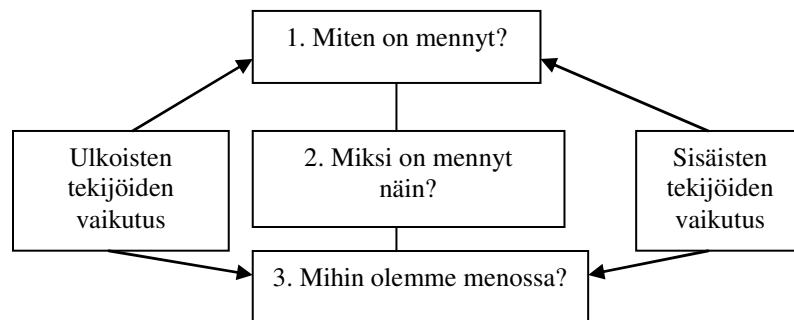 1. Miten on mennyt?
Ulkoisten
tekijöiden
vaikutus
2. Miksi on mennyt
näin?
Sisäisten
tekijöiden
vaikutus
3. Mihin olemme menossa?